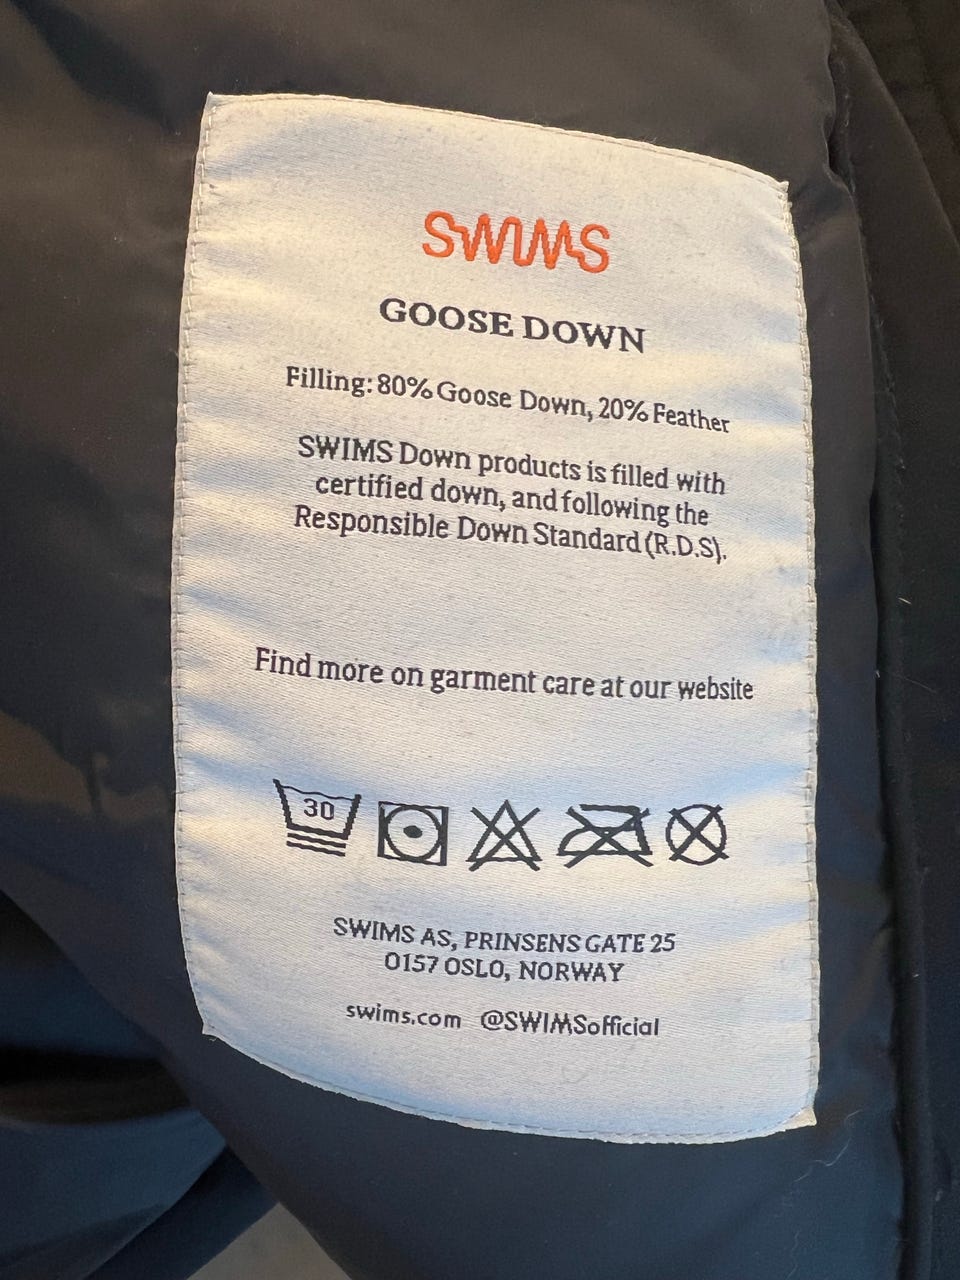 SWIMS
GOOSE DOWN
Filling: 80% Goose Down, 20% Feather
SWIMS Down products is filled with
certified down, and following the
Responsible Down Standard (R.D.S).
Find more on garment care at our website
30
SWIMS AS, PRINSENS GATE 25
0157 OSLO, NORWAY
swims.com @SWIMSofficial